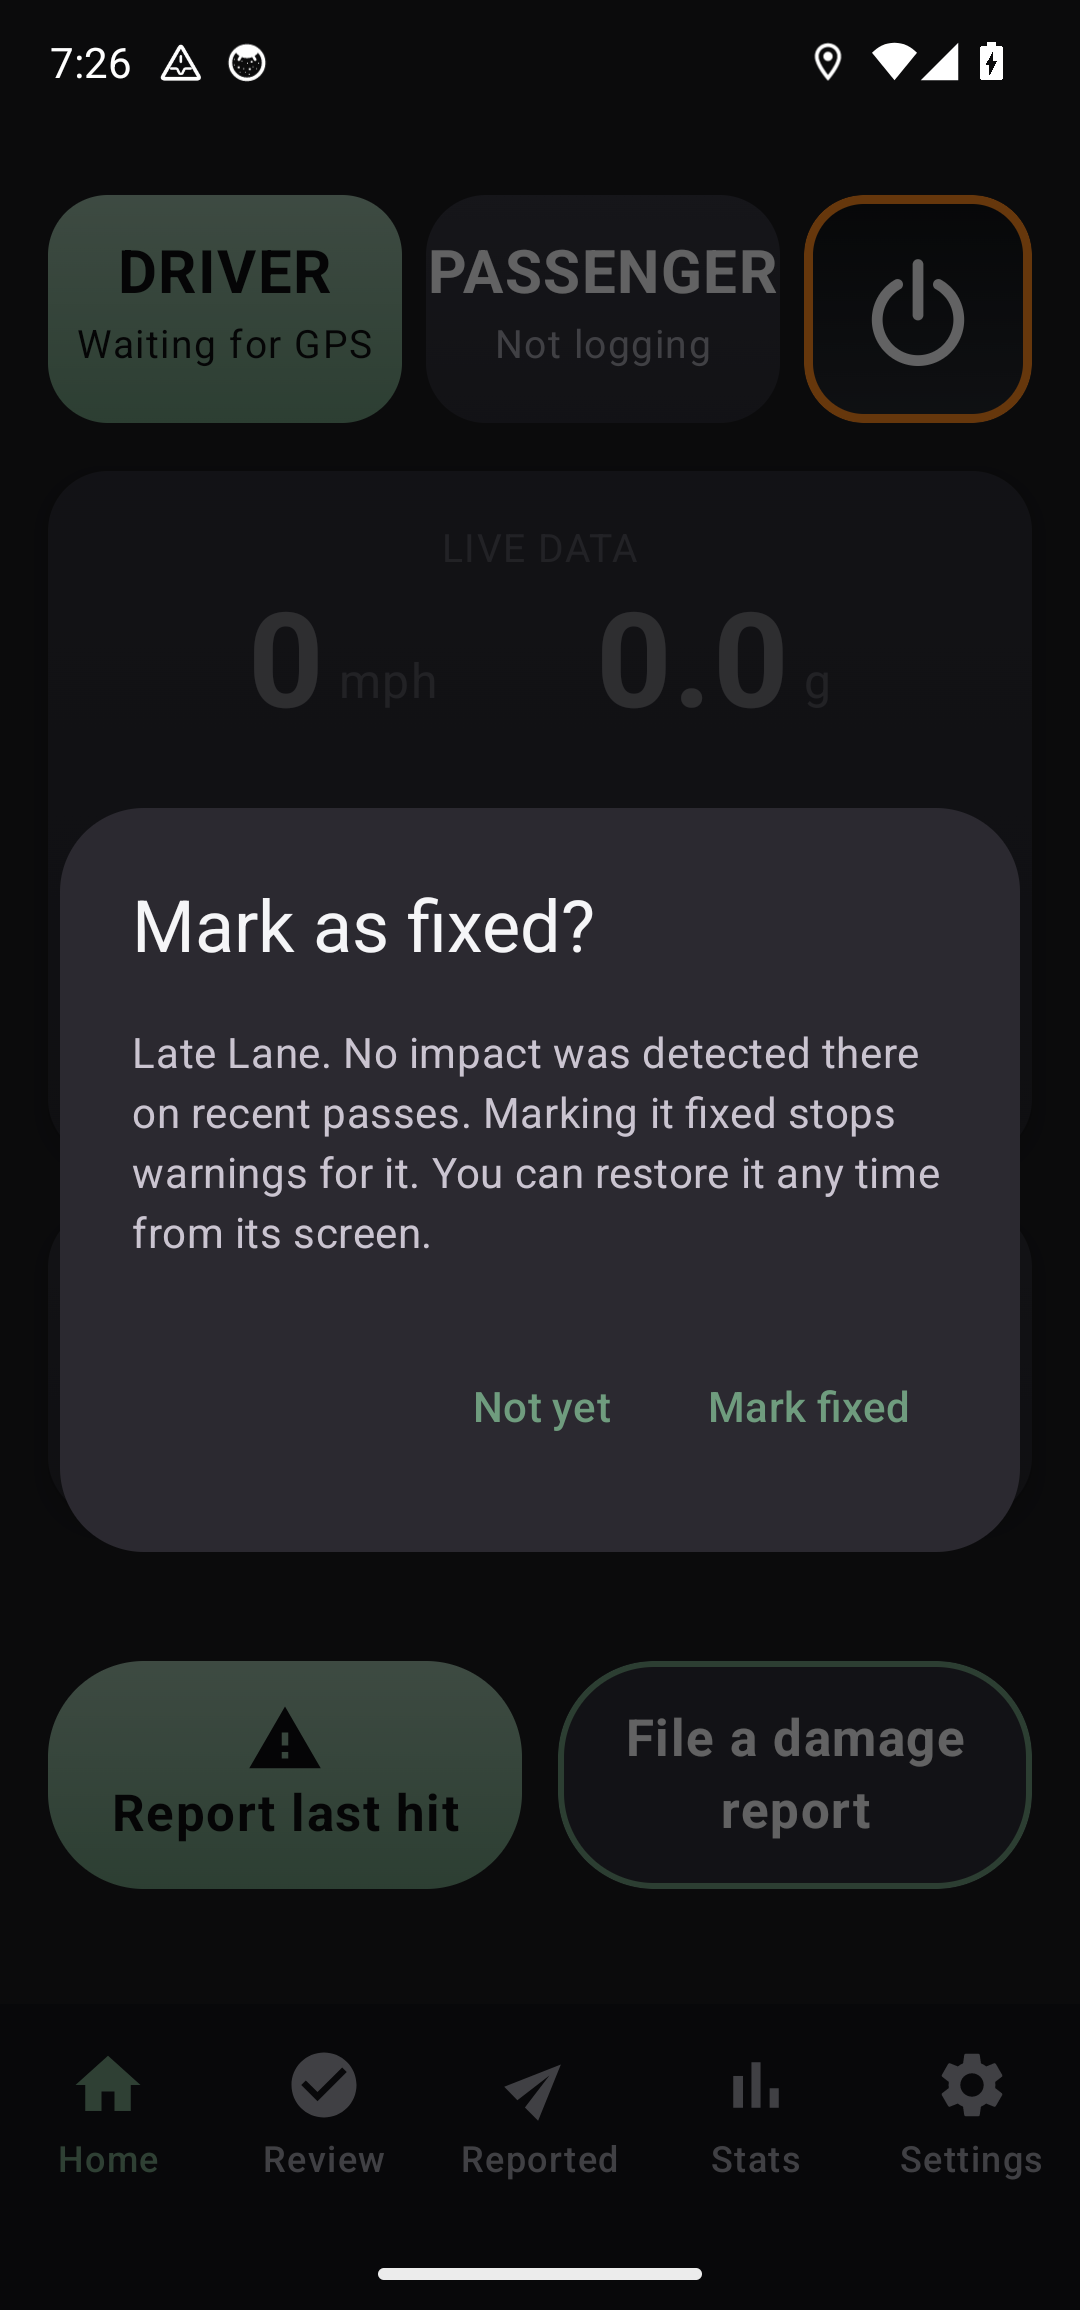 7:26
DRIVER
Waiting for GPS
PASSENGER
Not logging
LIVE DATA
0 mph
0.0 g
Mark as fixed?
Late Lane. No impact was detected there
on recent passes. Marking it fixed stops
warnings for it. You can restore it any time
from its screen.
Not yet
Mark fixed
Report last hit
File a damage
report
Home
Review
Reported
Stats
Settings